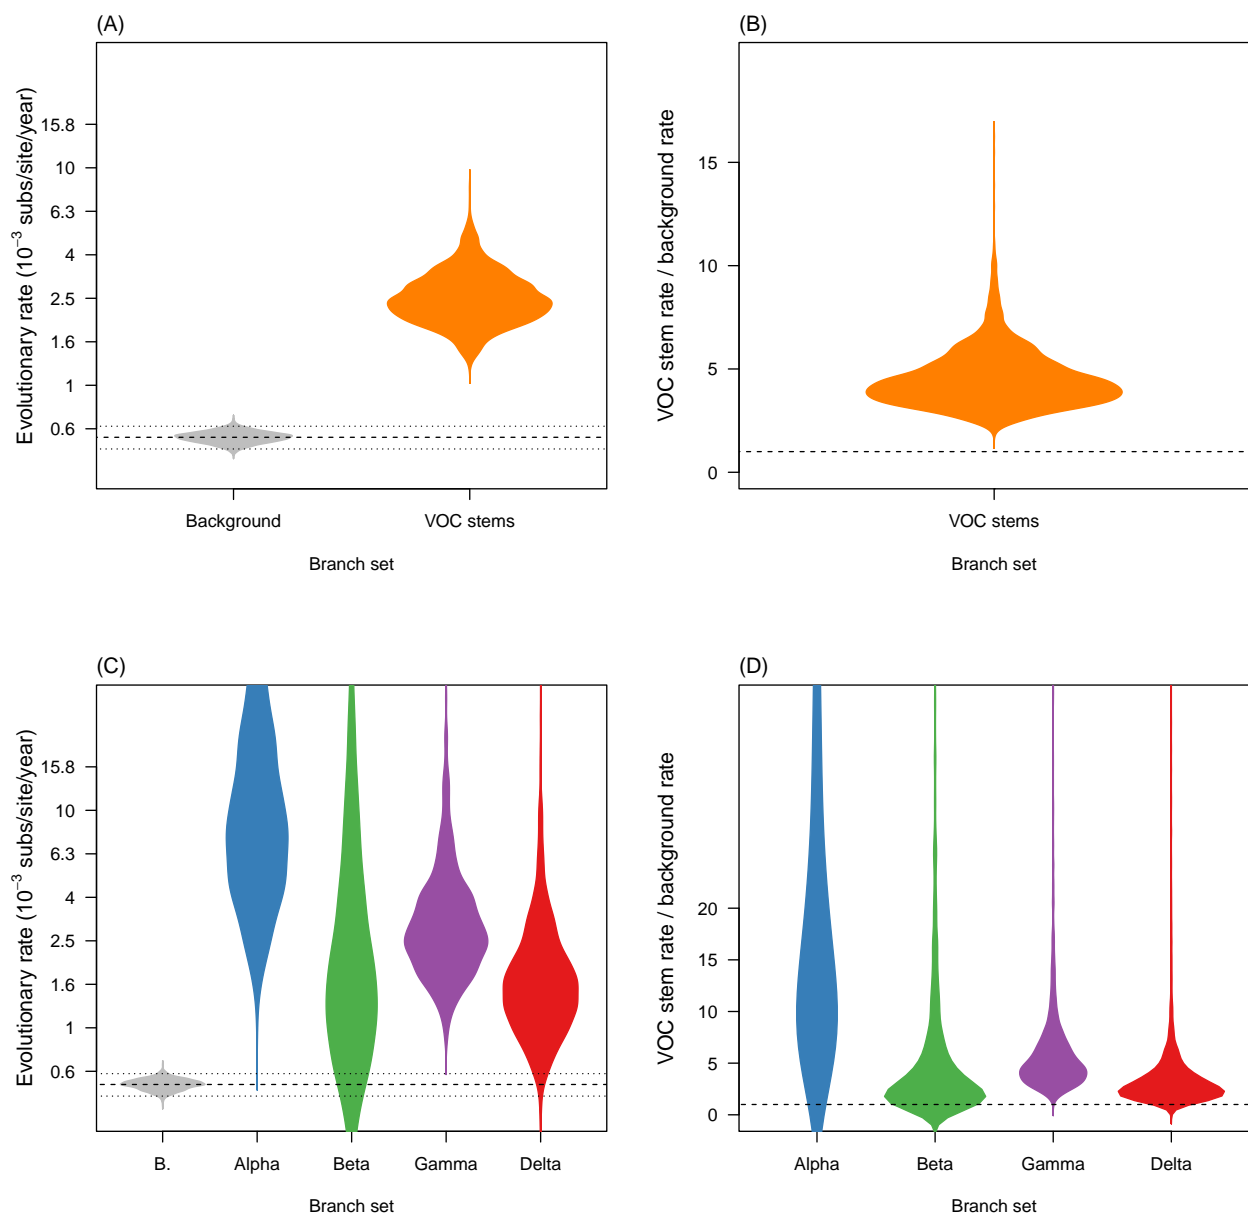 (A)
Evolutionary rate (10⁻³ subs/site/year)
15.8
10
6.3
4
2.5
1.6
1
0.6
Background
VOC stems
Branch set
(B)
VOC stem rate / background rate
15
10
5
0
VOC stems
Branch set
(C)
Evolutionary rate (10⁻³ subs/site/year)
15.8
10
6.3
4
2.5
1.6
1
0.6
B.
Alpha
Beta
Gamma
Delta
Branch set
(D)
VOC stem rate / background rate
20
15
10
5
0
Alpha
Beta
Gamma
Delta
Branch set